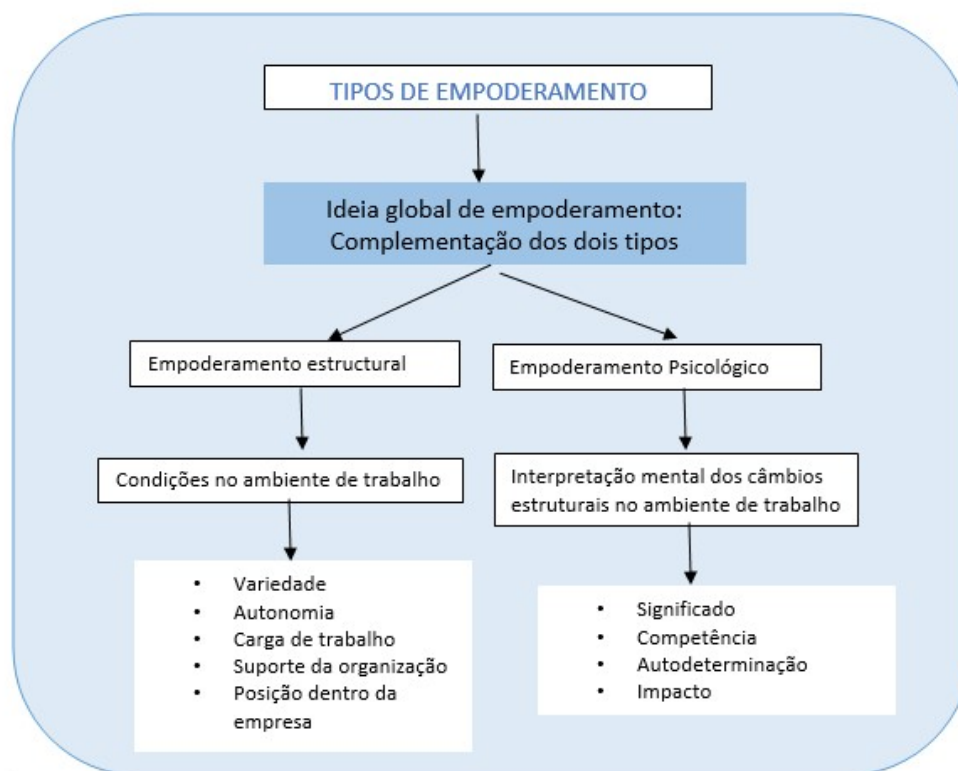 TIPOS DE EMPODERAMENTO
Ideia global de empoderamento:
Complementação dos dois tipos
Empoderamento estructural
Empoderamento Psicológico
Condições no ambiente de trabalho
Interpretação mental dos câmbios
estruturais no ambiente de trabalho
• Variedade
• Autonomia
• Carga de trabalho
• Suporte da organização
• Posição dentro da
empresa
• Significado
• Competência
• Autodeterminação
• Impacto